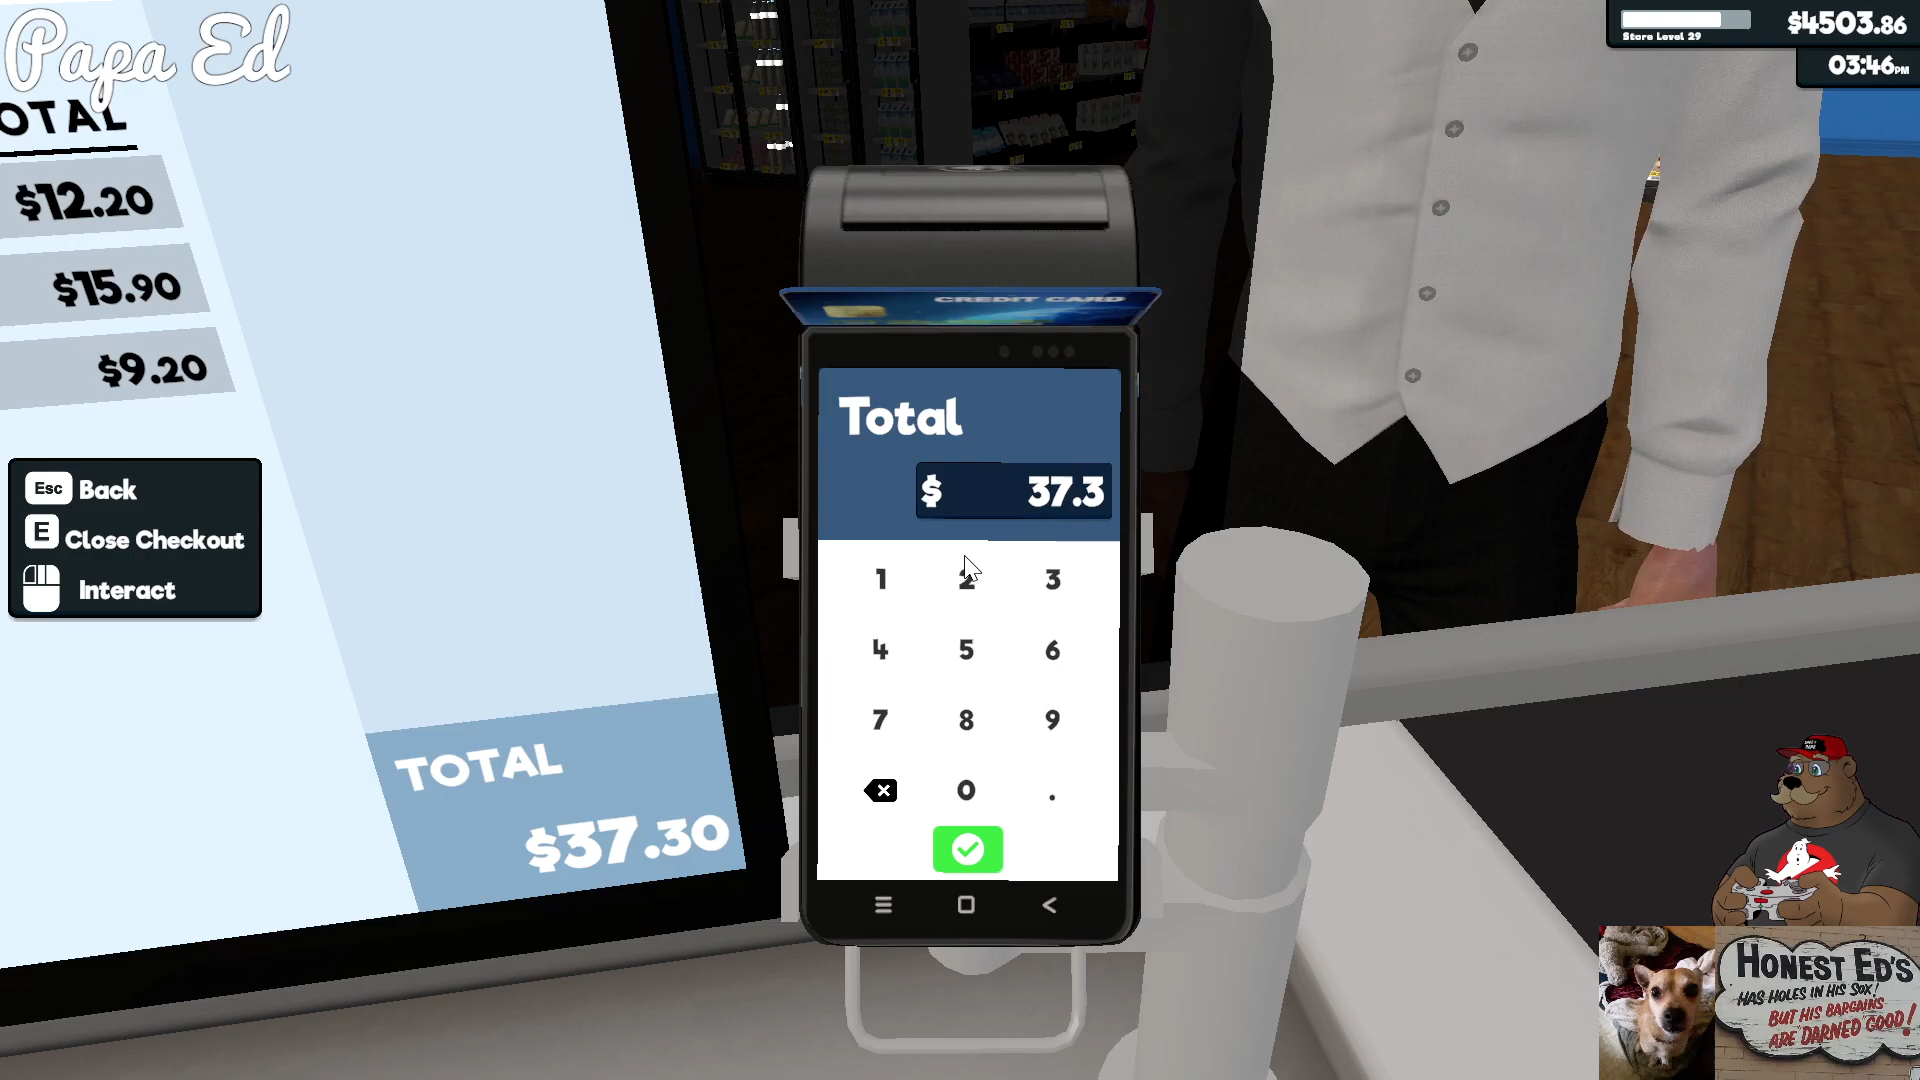 Papa Ed
OTAL
$12.20
$15.90
$9.20
Esc Back
E Close Checkout
Interact
TOTAL
$37.30
CREDIT CARD
Total
$ 37.3
1 2 3
4 5 6
7 8 9
0 .
Store Level 29
$4503.86
03:46PM
HONEST ED'S
HAS HOLES IN HIS SOX!
BUT HIS BARGAINS
ARE "DARNED" GOOD!